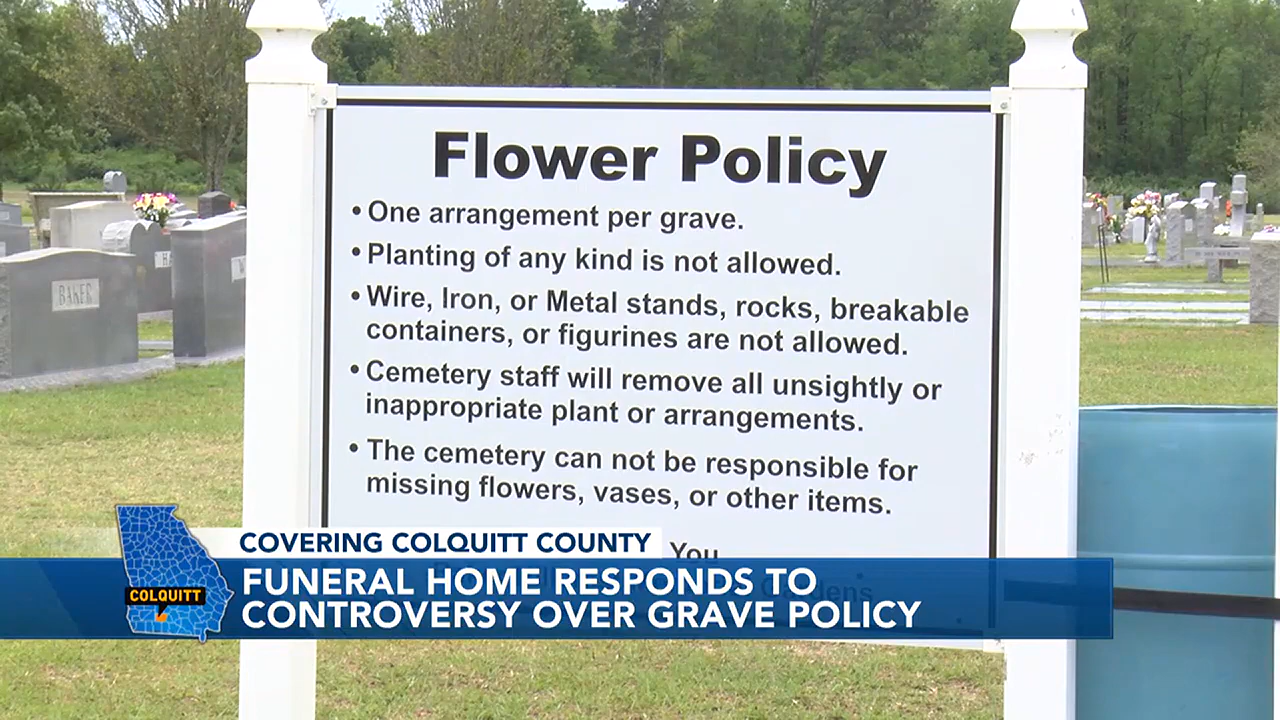 Flower Policy
• One arrangement per grave.
• Planting of any kind is not allowed.
• Wire, Iron, or Metal stands, rocks, breakable
containers, or figurines are not allowed.
• Cemetery staff will remove all unsightly or
inappropriate plant or arrangements.
• The cemetery can not be responsible for
missing flowers, vases, or other items.
You
BAKER
COVERING COLQUITT COUNTY
FUNERAL HOME RESPONDS TO
CONTROVERSY OVER GRAVE POLICY
COLQUITT